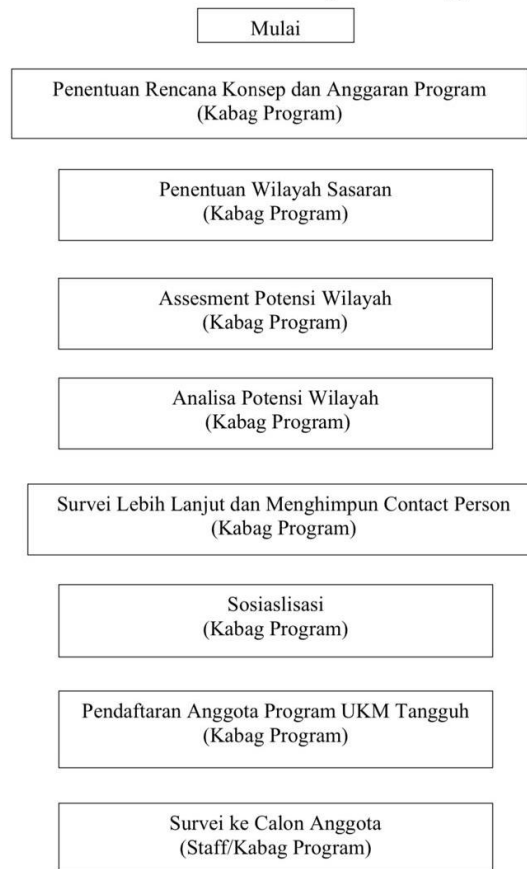 Mulai
Penentuan Rencana Konsep dan Anggaran Program
(Kabag Program)
Penentuan Wilayah Sasaran
(Kabag Program)
Assesment Potensi Wilayah
(Kabag Program)
Analisa Potensi Wilayah
(Kabag Program)
Survei Lebih Lanjut dan Menghimpun Contact Person
(Kabag Program)
Sosiaslisasi
(Kabag Program)
Pendaftaran Anggota Program UKM Tangguh
(Kabag Program)
Survei ke Calon Anggota
(Staff/Kabag Program)